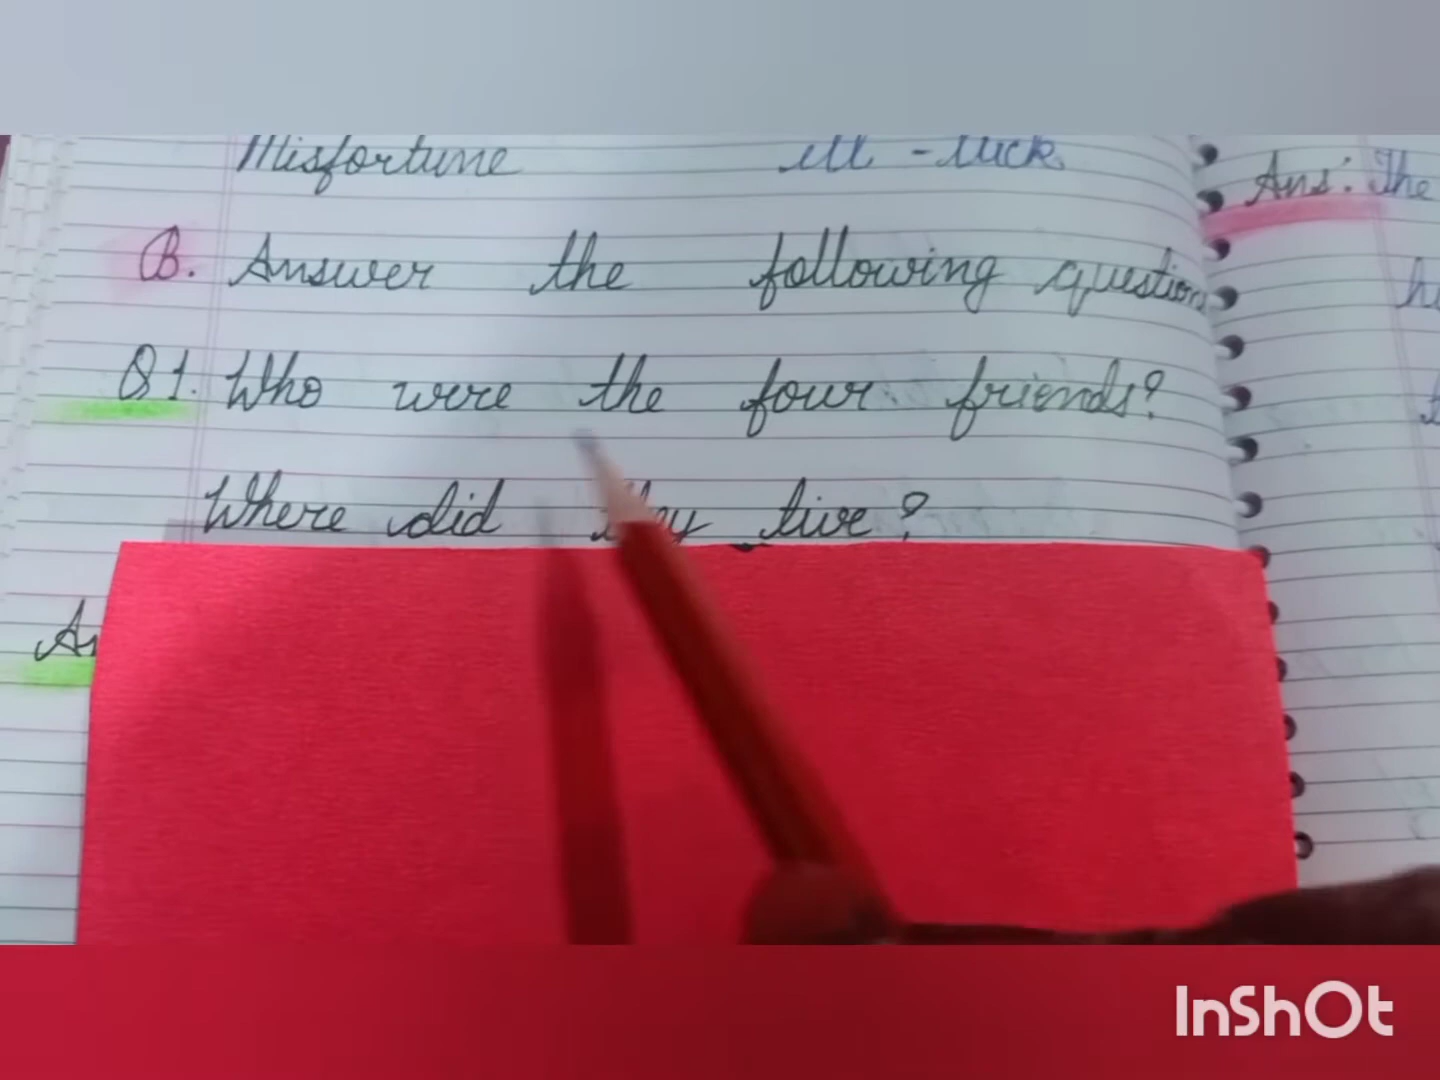 Misfortune ill-luck
B. Answer the following questions
Q1. Who were the four friends?
Where did they live?
Ans: The
InShOt